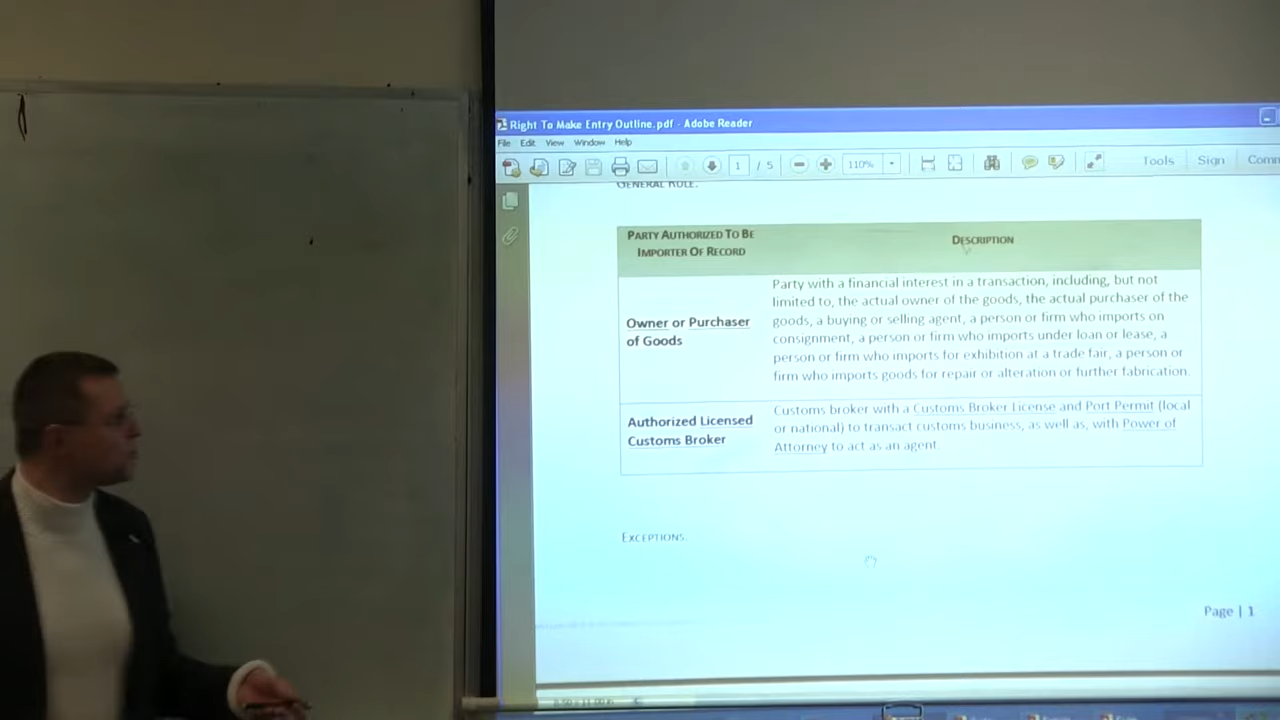 Right To Make Entry Outline.pdf - Adobe Reader
File Edit View Window Help
1 / 5 110% Tools Sign
GENERAL RULE.
PARTY AUTHORIZED TO BE
IMPORTER OF RECORD
DESCRIPTION
Owner or Purchaser
of Goods
Party with a financial interest in a transaction, including, but not
limited to, the actual owner of the goods, the actual purchaser of the
goods, a buying or selling agent, a person or firm who imports on
consignment, a person or firm who imports under loan or lease, a
person or firm who imports for exhibition at a trade fair, a person or
firm who imports goods for repair or alteration or further fabrication.
Authorized Licensed
Customs Broker
Customs broker with a Customs Broker License and Port Permit (local
or national) to transact customs business, as well as, with Power of
Attorney to act as an agent.
EXCEPTIONS.
Page | 1
8.50 x 11.00 in